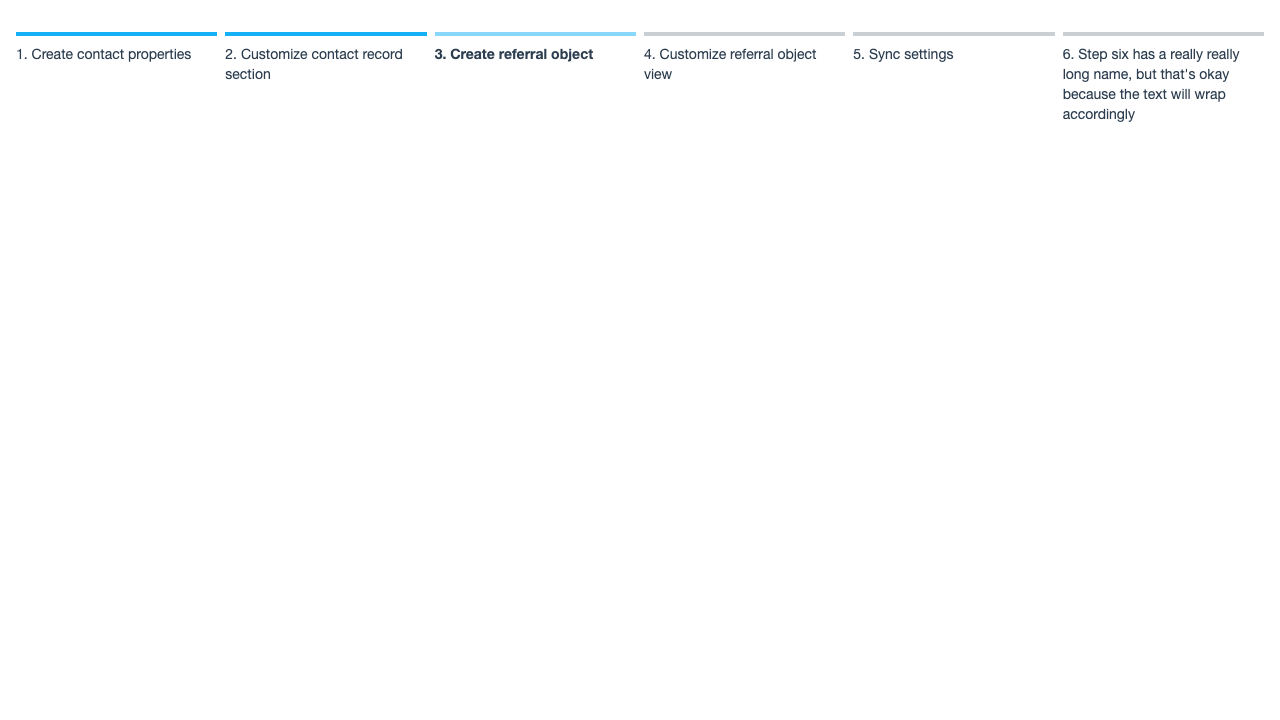 1. Create contact properties
2. Customize contact record
section
3. Create referral object
4. Customize referral object
view
5. Sync settings
6. Step six has a really really
long name, but that's okay
because the text will wrap
accordingly